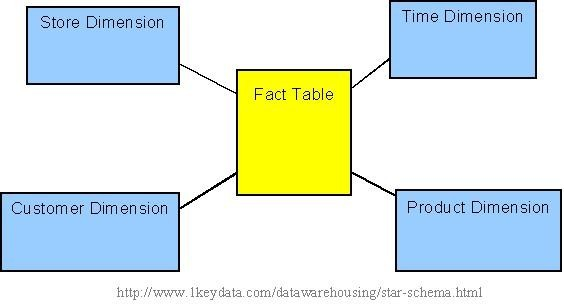 Store Dimension
Time Dimension
Fact Table
Customer Dimension
Product Dimension
http://www.1keydata.com/datawarehousing/star-schema.html